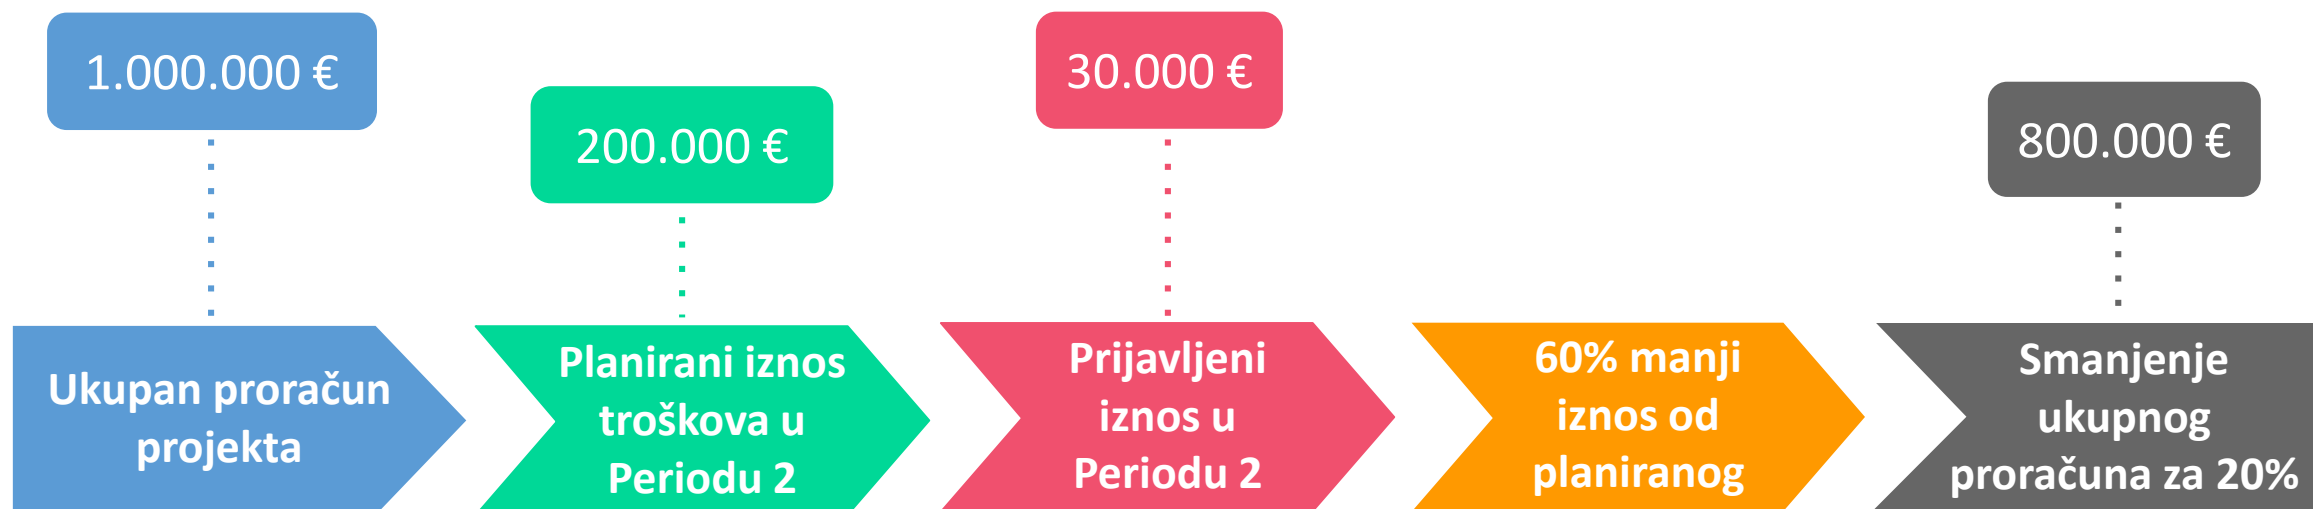 1.000.000 €
Ukupan proračun
projekta
200.000 €
Planirani iznos
troškova u
Periodu 2
30.000 €
Prijavljeni
iznos u
Periodu 2
60% manji
iznos od
planiranog
800.000 €
Smanjenje
ukupnog
proračuna za 20%